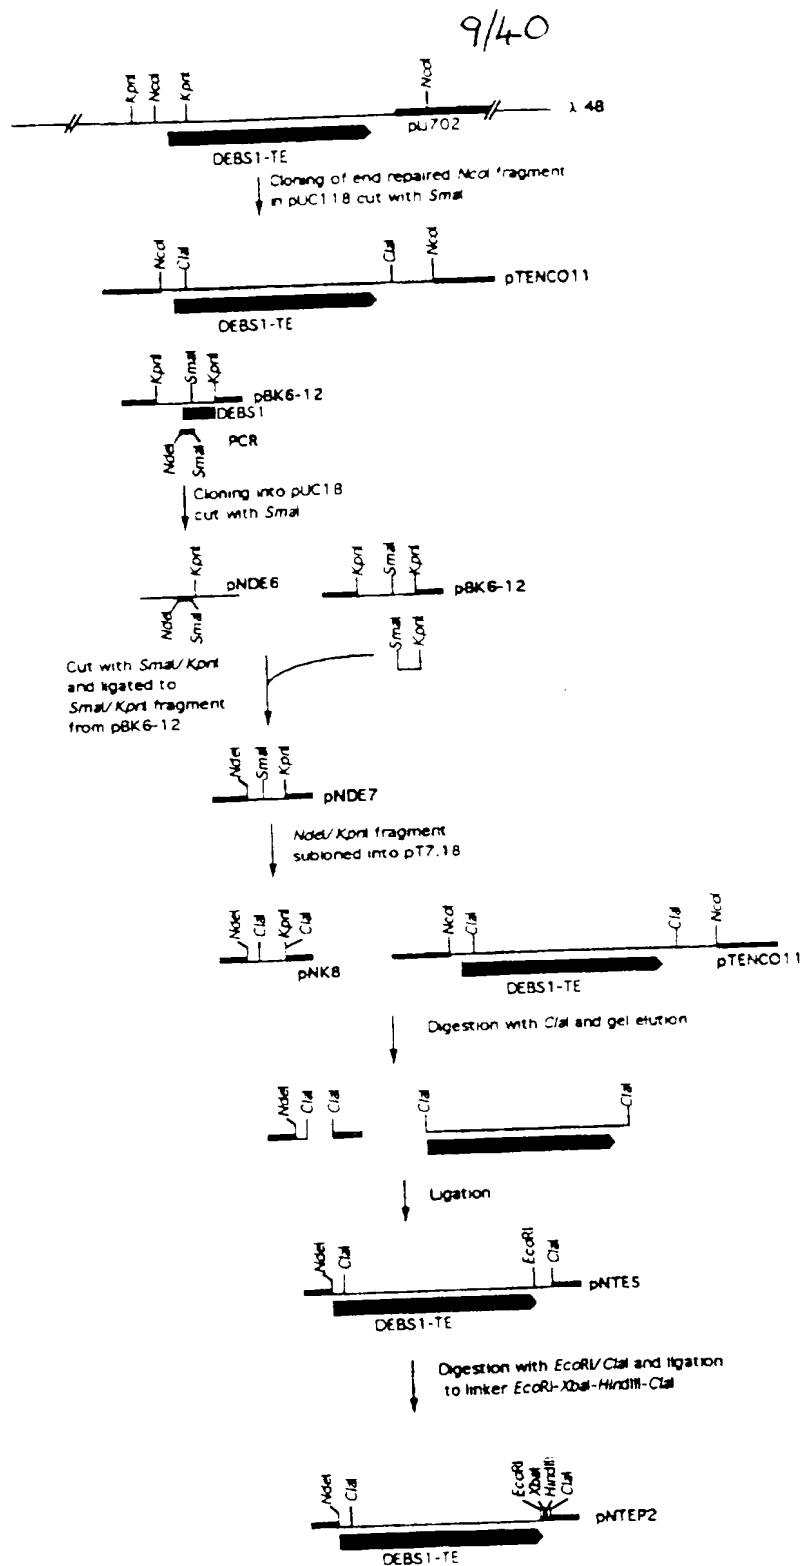 9/40
KpnI NcoI KpnI NcoI
λ 48
pIJ702
DEBS1-TE
Cloning of end repaired NcoI fragment
in pUC118 cut with SmaI
NcoI ClaI ClaI NcoI
pTENCO11
DEBS1-TE
KpnI SmaI KpnI
pBK6-12
DEBS1
PCR
NdeI SmaI
Cloning into pUC18
cut with SmaI
KpnI
pNDE6
NdeI SmaI
KpnI SmaI KpnI
pBK6-12
SmaI KpnI
Cut with SmaI/KpnI
and ligated to
SmaI/KpnI fragment
from pBK6-12
NdeI SmaI KpnI
pNDE7
NdeI/KpnI fragment
subloned into pT7.18
NdeI ClaI KpnI ClaI
pNK8
NcoI ClaI ClaI NcoI
pTENCO11
DEBS1-TE
Digestion with ClaI and gel elution
NdeI ClaI ClaI
ClaI ClaI
Ligation
NdeI ClaI EcoRI ClaI
pNTE5
DEBS1-TE
Digestion with EcoRI/ClaI and ligation
to linker EcoRI-XbaI-HindIII-ClaI
NdeI ClaI EcoRI XbaI HindIII ClaI
pNTEP2
DEBS1-TE